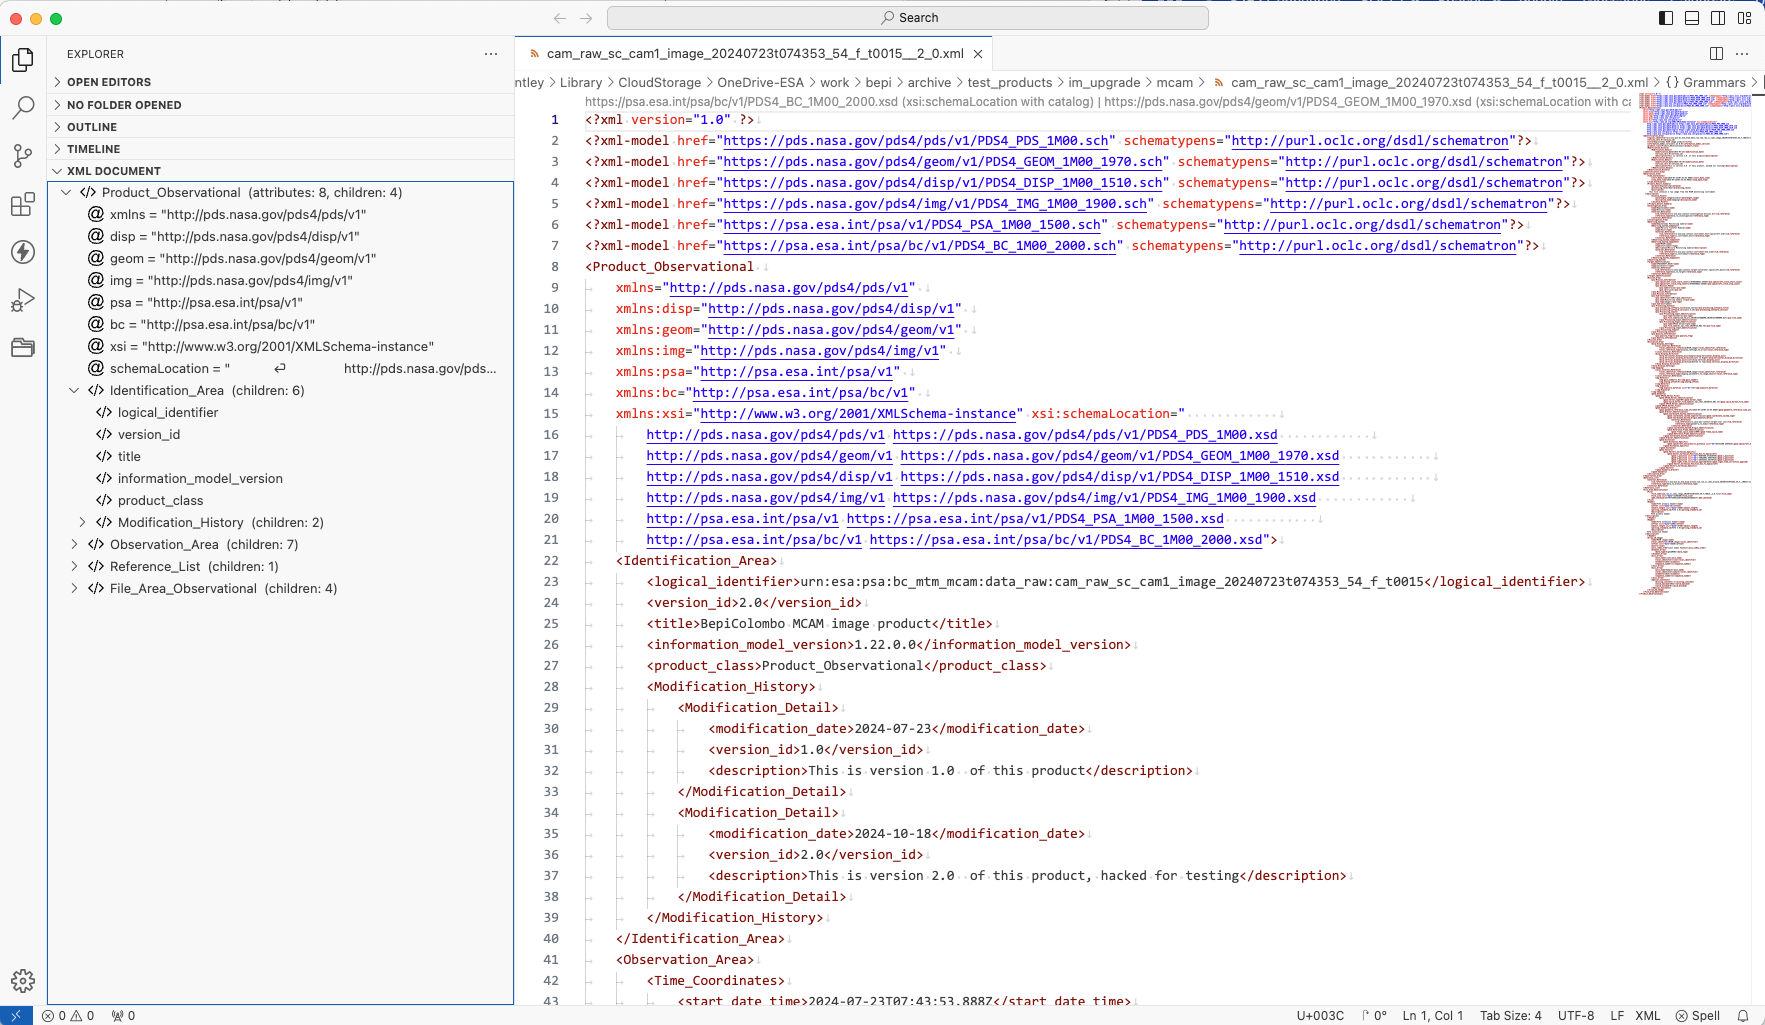 Search
EXPLORER
OPEN EDITORS
NO FOLDER OPENED
OUTLINE
TIMELINE
XML DOCUMENT
Product_Observational (attributes: 8, children: 4)
xmlns = "http://pds.nasa.gov/pds4/pds/v1"
disp = "http://pds.nasa.gov/pds4/disp/v1"
geom = "http://pds.nasa.gov/pds4/geom/v1"
img = "http://pds.nasa.gov/pds4/img/v1"
psa = "http://psa.esa.int/psa/v1"
bc = "http://psa.esa.int/psa/bc/v1"
xsi = "http://www.w3.org/2001/XMLSchema-instance"
schemaLocation = " ⏎ http://pds.nasa.gov/pds...
Identification_Area (children: 6)
logical_identifier
version_id
title
information_model_version
product_class
Modification_History (children: 2)
Observation_Area (children: 7)
Reference_List (children: 1)
File_Area_Observational (children: 4)
cam_raw_sc_cam1_image_20240723t074353_54_f_t0015__2_0.xml
ntley > Library > CloudStorage > OneDrive-ESA > work > bepi > archive > test_products > im_upgrade > mcam > cam_raw_sc_cam1_image_20240723t074353_54_f_t0015__2_0.xml > {} Grammars >
https://psa.esa.int/psa/bc/v1/PDS4_BC_1M00_2000.xsd (xsi:schemaLocation with catalog) | https://pds.nasa.gov/pds4/geom/v1/PDS4_GEOM_1M00_1970.xsd (xsi:schemaLocation with ca
1 <?xml version="1.0" ?>
2 <?xml-model href="https://pds.nasa.gov/pds4/pds/v1/PDS4_PDS_1M00.sch" schematypens="http://purl.oclc.org/dsdl/schematron"?>
3 <?xml-model href="https://pds.nasa.gov/pds4/geom/v1/PDS4_GEOM_1M00_1970.sch" schematypens="http://purl.oclc.org/dsdl/schematron"?>
4 <?xml-model href="https://pds.nasa.gov/pds4/disp/v1/PDS4_DISP_1M00_1510.sch" schematypens="http://purl.oclc.org/dsdl/schematron"?>
5 <?xml-model href="https://pds.nasa.gov/pds4/img/v1/PDS4_IMG_1M00_1900.sch" schematypens="http://purl.oclc.org/dsdl/schematron"?>
6 <?xml-model href="https://psa.esa.int/psa/v1/PDS4_PSA_1M00_1500.sch" schematypens="http://purl.oclc.org/dsdl/schematron"?>
7 <?xml-model href="https://psa.esa.int/psa/bc/v1/PDS4_BC_1M00_2000.sch" schematypens="http://purl.oclc.org/dsdl/schematron"?>
8 <Product_Observational
9 xmlns="http://pds.nasa.gov/pds4/pds/v1"
10 xmlns:disp="http://pds.nasa.gov/pds4/disp/v1"
11 xmlns:geom="http://pds.nasa.gov/pds4/geom/v1"
12 xmlns:img="http://pds.nasa.gov/pds4/img/v1"
13 xmlns:psa="http://psa.esa.int/psa/v1"
14 xmlns:bc="http://psa.esa.int/psa/bc/v1"
15 xmlns:xsi="http://www.w3.org/2001/XMLSchema-instance" xsi:schemaLocation="
16 http://pds.nasa.gov/pds4/pds/v1 https://pds.nasa.gov/pds4/pds/v1/PDS4_PDS_1M00.xsd
17 http://pds.nasa.gov/pds4/geom/v1 https://pds.nasa.gov/pds4/geom/v1/PDS4_GEOM_1M00_1970.xsd
18 http://pds.nasa.gov/pds4/disp/v1 https://pds.nasa.gov/pds4/disp/v1/PDS4_DISP_1M00_1510.xsd
19 http://pds.nasa.gov/pds4/img/v1 https://pds.nasa.gov/pds4/img/v1/PDS4_IMG_1M00_1900.xsd
20 http://psa.esa.int/psa/v1 https://psa.esa.int/psa/v1/PDS4_PSA_1M00_1500.xsd
21 http://psa.esa.int/psa/bc/v1 https://psa.esa.int/psa/bc/v1/PDS4_BC_1M00_2000.xsd">
22 <Identification_Area>
23 <logical_identifier>urn:esa:psa:bc_mtm_mcam:data_raw:cam_raw_sc_cam1_image_20240723t074353_54_f_t0015</logical_identifier>
24 <version_id>2.0</version_id>
25 <title>BepiColombo MCAM image product</title>
26 <information_model_version>1.22.0.0</information_model_version>
27 <product_class>Product_Observational</product_class>
28 <Modification_History>
29 <Modification_Detail>
30 <modification_date>2024-07-23</modification_date>
31 <version_id>1.0</version_id>
32 <description>This is version 1.0  of this product</description>
33 </Modification_Detail>
34 <Modification_Detail>
35 <modification_date>2024-10-18</modification_date>
36 <version_id>2.0</version_id>
37 <description>This is version 2.0  of this product, hacked for testing</description>
38 </Modification_Detail>
39 </Modification_History>
40 </Identification_Area>
41 <Observation_Area>
42 <Time_Coordinates>
43 <start_date_time>2024-07-23T07:43:53.888Z</start_date_time>
0 0 0 U+003C 0° Ln 1, Col 1 Tab Size: 4 UTF-8 LF XML Spell